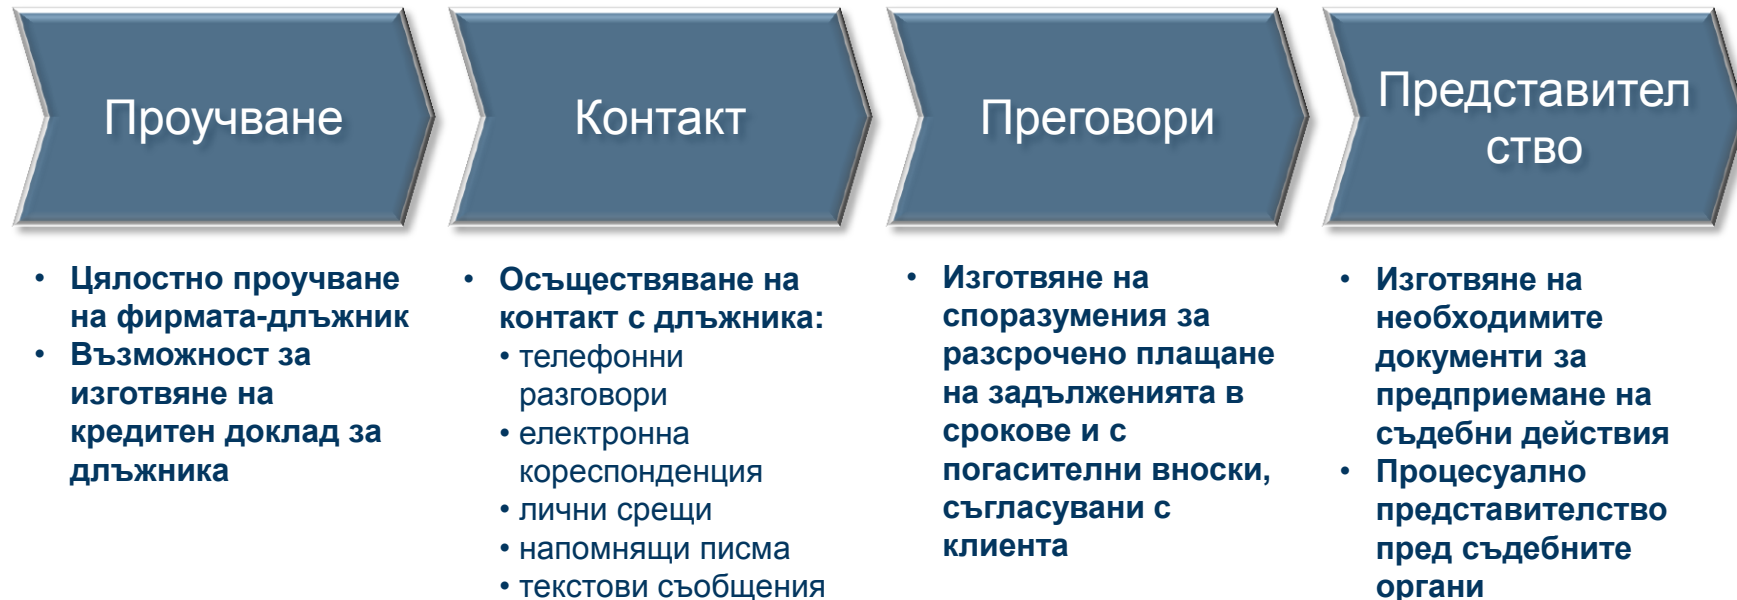 Проучване
• Цялостно проучване
на фирмата-длъжник
• Възможност за
изготвяне на
кредитен доклад за
длъжника
Контакт
• Осъществяване на
контакт с длъжника:
• телефонни
разговори
• електронна
кореспонденция
• лични срещи
• напомнящи писма
• текстови съобщения
Преговори
• Изготвяне на
споразумения за
разсрочено плащане
на задълженията в
срокове и с
погасителни вноски,
съгласувани с
клиента
Представител
ство
• Изготвяне на
необходимите
документи за
предприемане на
съдебни действия
• Процесуално
представителство
пред съдебните
органи